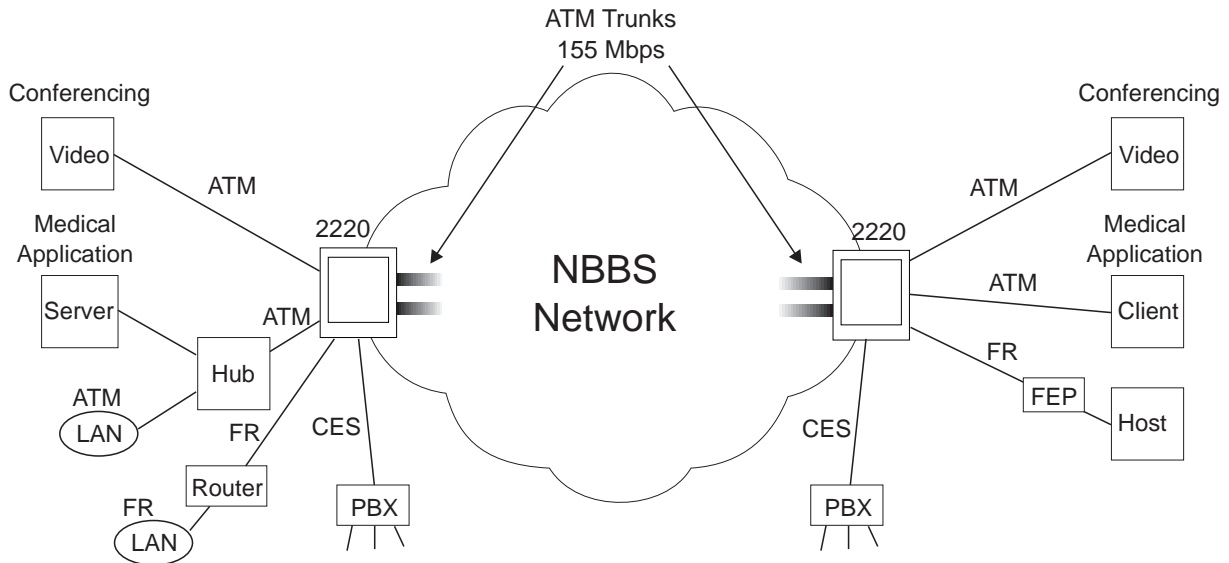 ATM Trunks
155 Mbps
Conferencing
Video
ATM
2220
Medical
Application
Server
ATM
Hub
ATM
LAN
FR
Router
FR
LAN
CES
PBX
NBBS
Network
Conferencing
Video
ATM
2220
Medical
Application
ATM
Client
FR
FEP
Host
CES
PBX